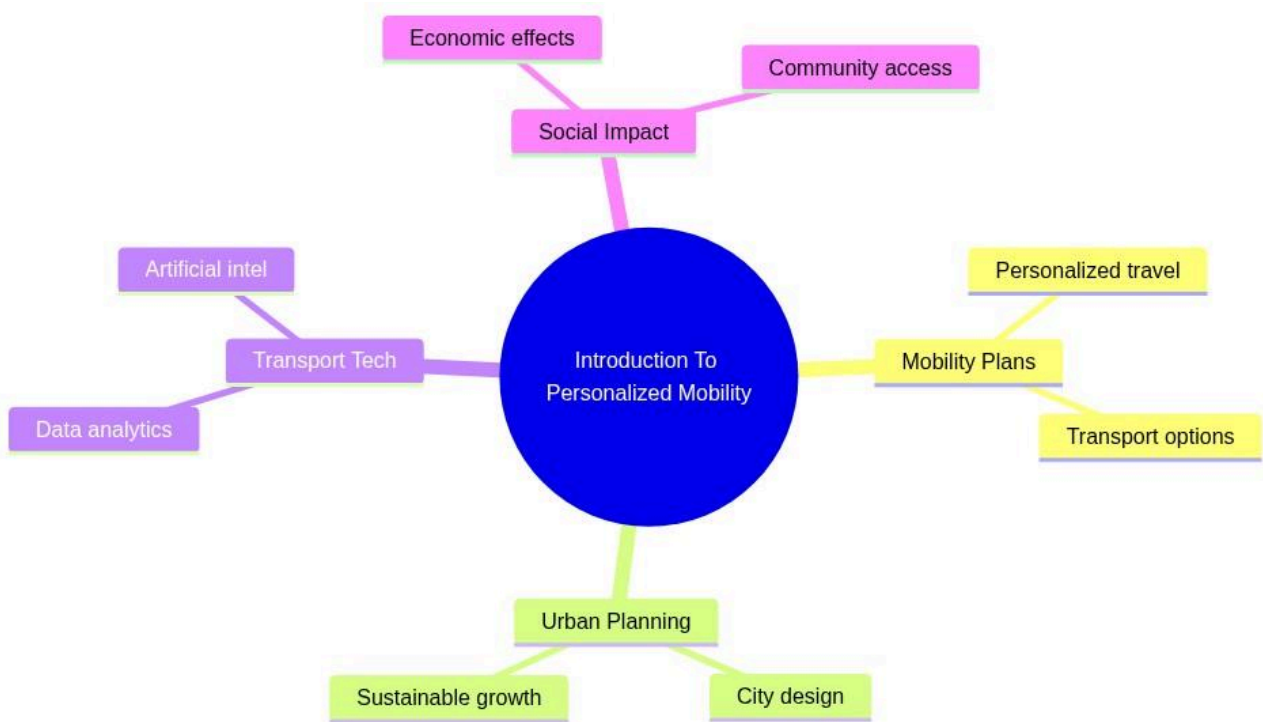 Economic effects
Community access
Social Impact
Artificial intel
Personalized travel
Transport Tech
Introduction To
Personalized Mobility
Mobility Plans
Data analytics
Transport options
Urban Planning
Sustainable growth
City design